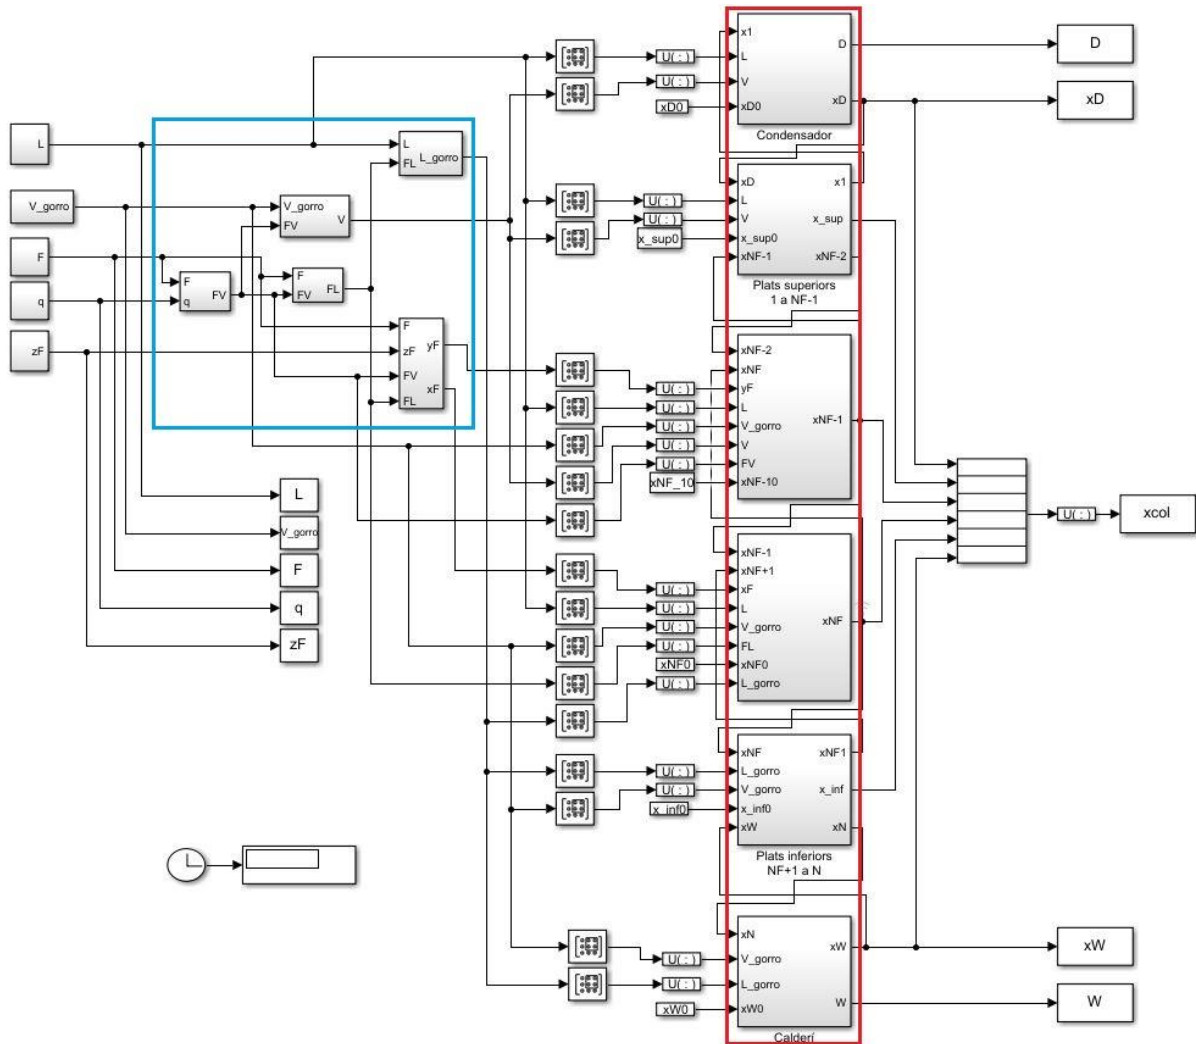 L
V_gorro
F
q
zF
L
FL
L_gorro
V_gorro
FV
V
F
q
FV
F
FV
FL
F
zF
FV
FL
yF
xF
L
V_gorro
F
q
zF
U( : )
U( : )
xD0
x1
L
V
xD0
D
xD
Condensador
U( : )
U( : )
x_sup0
xD
L
V
x_sup0
xNF-1
x1
x_sup
xNF-2
Plats superiors
1 a NF-1
U( : )
U( : )
U( : )
U( : )
U( : )
xNF_10
xNF-2
xNF
yF
L
V_gorro
V
FV
xNF-10
xNF-1
U( : )
U( : )
U( : )
U( : )
xNF0
U( : )
xNF-1
xNF+1
xF
L
V_gorro
FL
xNF0
L_gorro
xNF
U( : )
U( : )
x_inf0
xNF
L_gorro
V_gorro
x_inf0
xW
xNF1
x_inf
xN
Plats inferiors
NF+1 a N
U( : )
U( : )
xW0
xN
V_gorro
L_gorro
xW0
xW
W
Calderí
D
xD
U( : )
xcol
xW
W